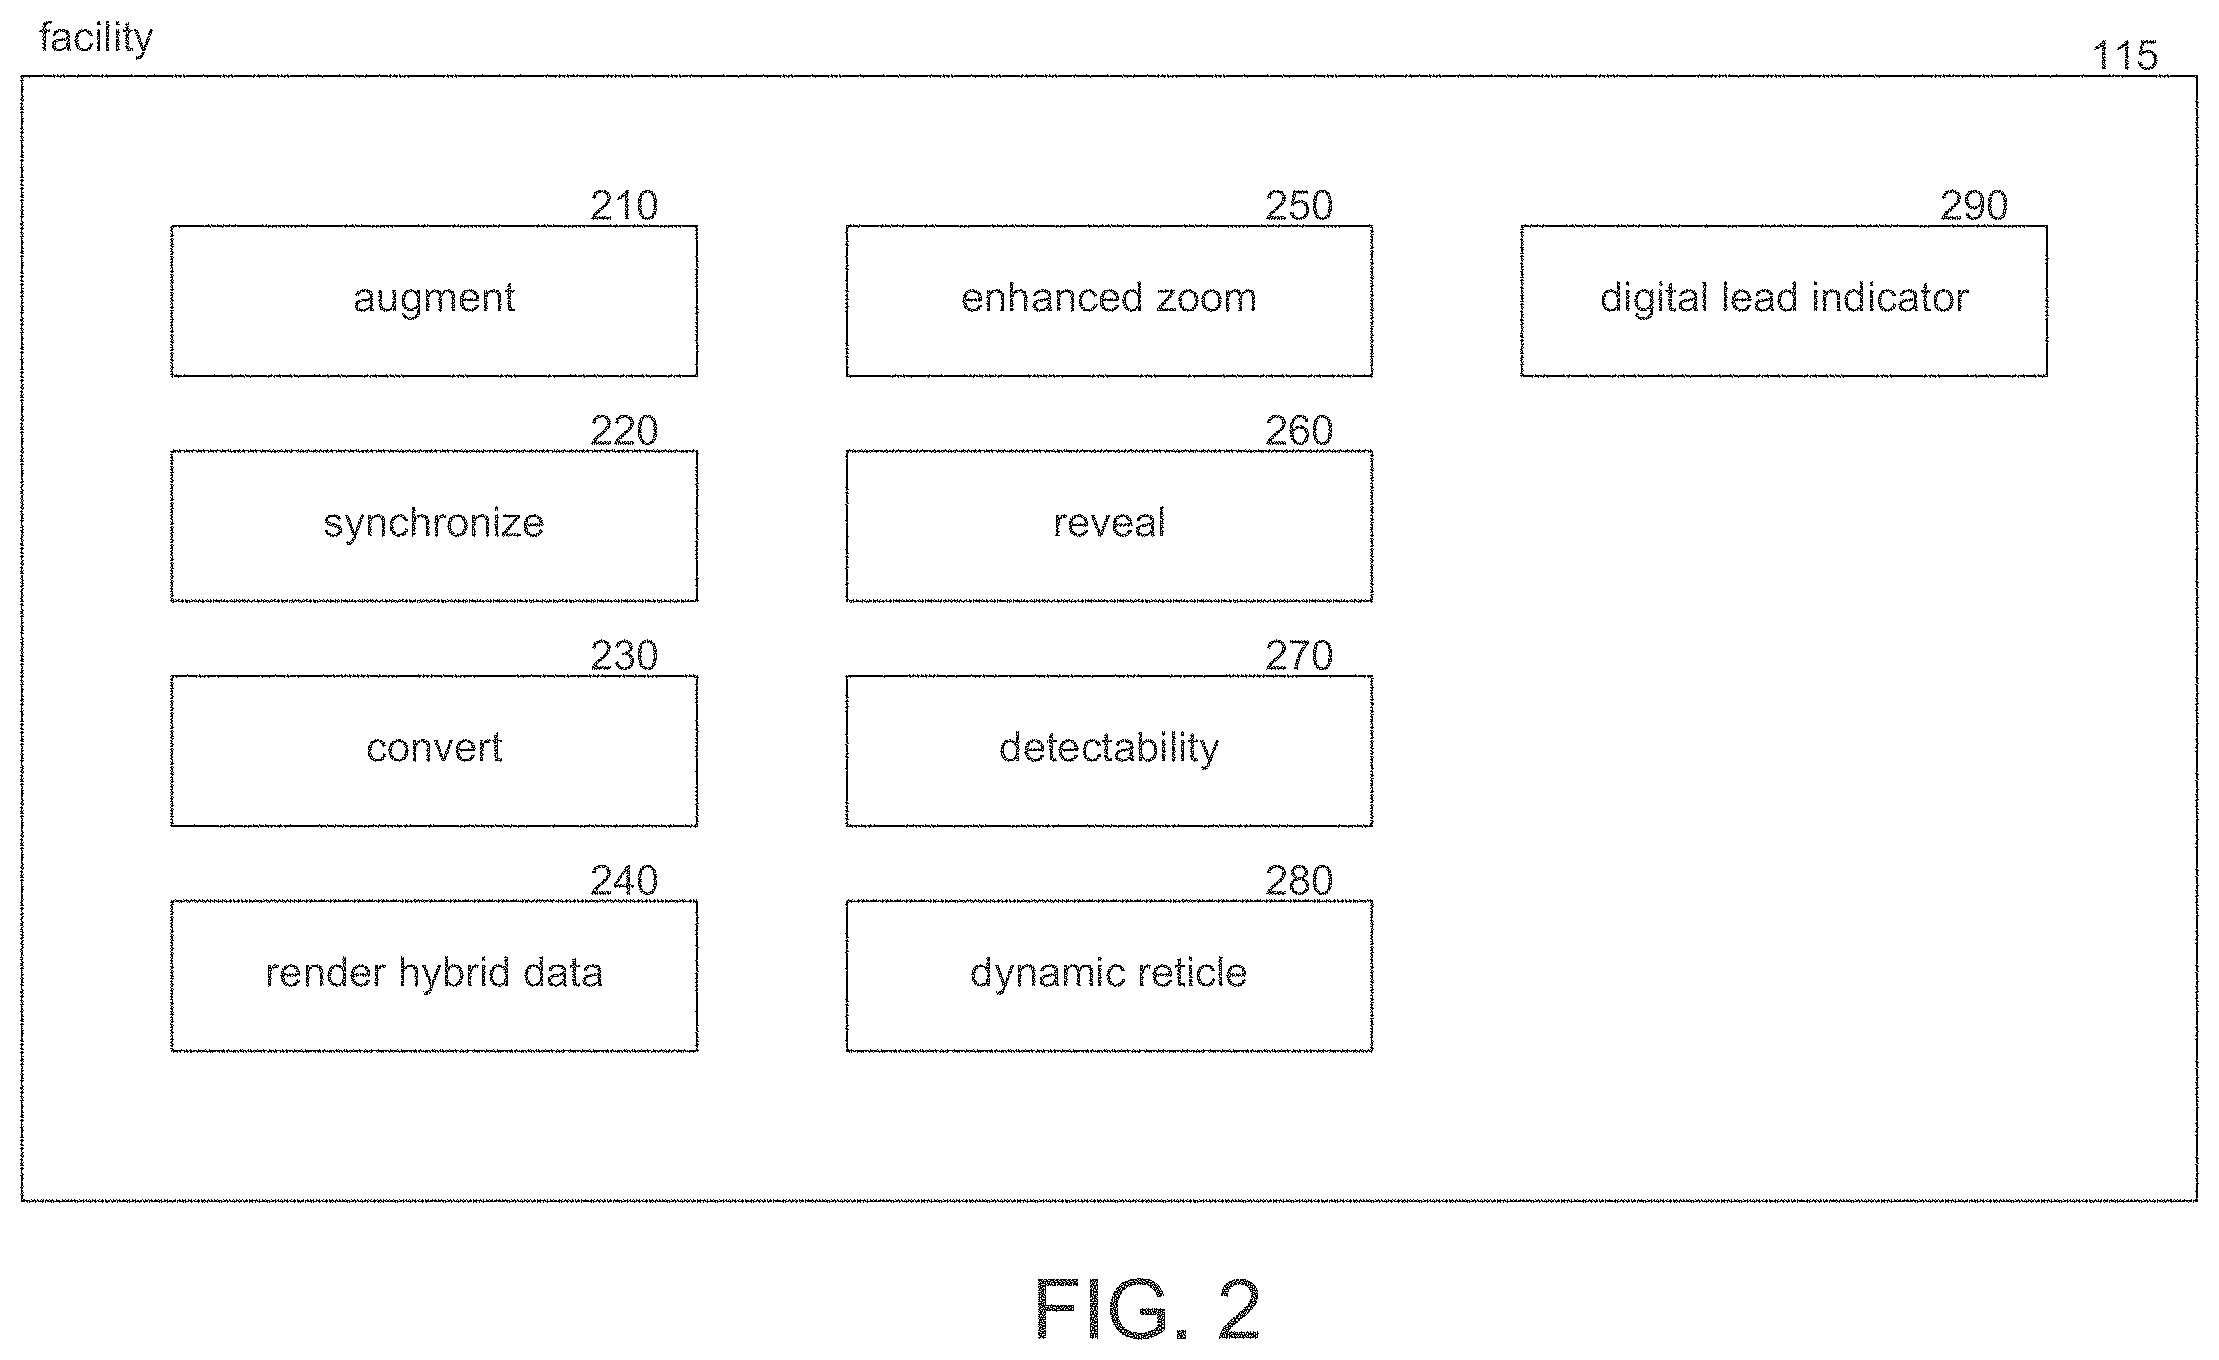 facility
115
210
250
290
augment
enhanced zoom
digital lead indicator
220
260
synchronize
reveal
230
270
convert
detectability
240
280
render hybrid data
dynamic reticle
FIG. 2